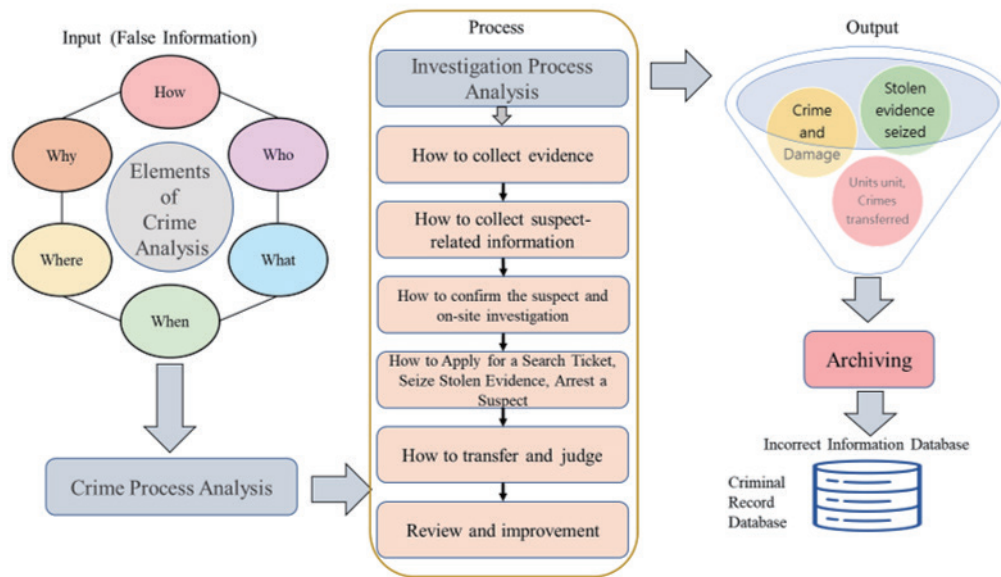 Input (False Information)
How
Why
Who
Elements
of
Crime
Analysis
Where
What
When
Crime Process Analysis
Process
Investigation Process
Analysis
How to collect evidence
How to collect suspect-
related information
How to confirm the suspect and
on-site investigation
How to Apply for a Search Ticket,
Seize Stolen Evidence, Arrest a
Suspect
How to transfer and judge
Review and improvement
Output
Crime
and
Damage
Stolen
evidence
seized
Units unit,
Crimes
transferred
Archiving
Incorrect Information Database
Criminal
Record
Database